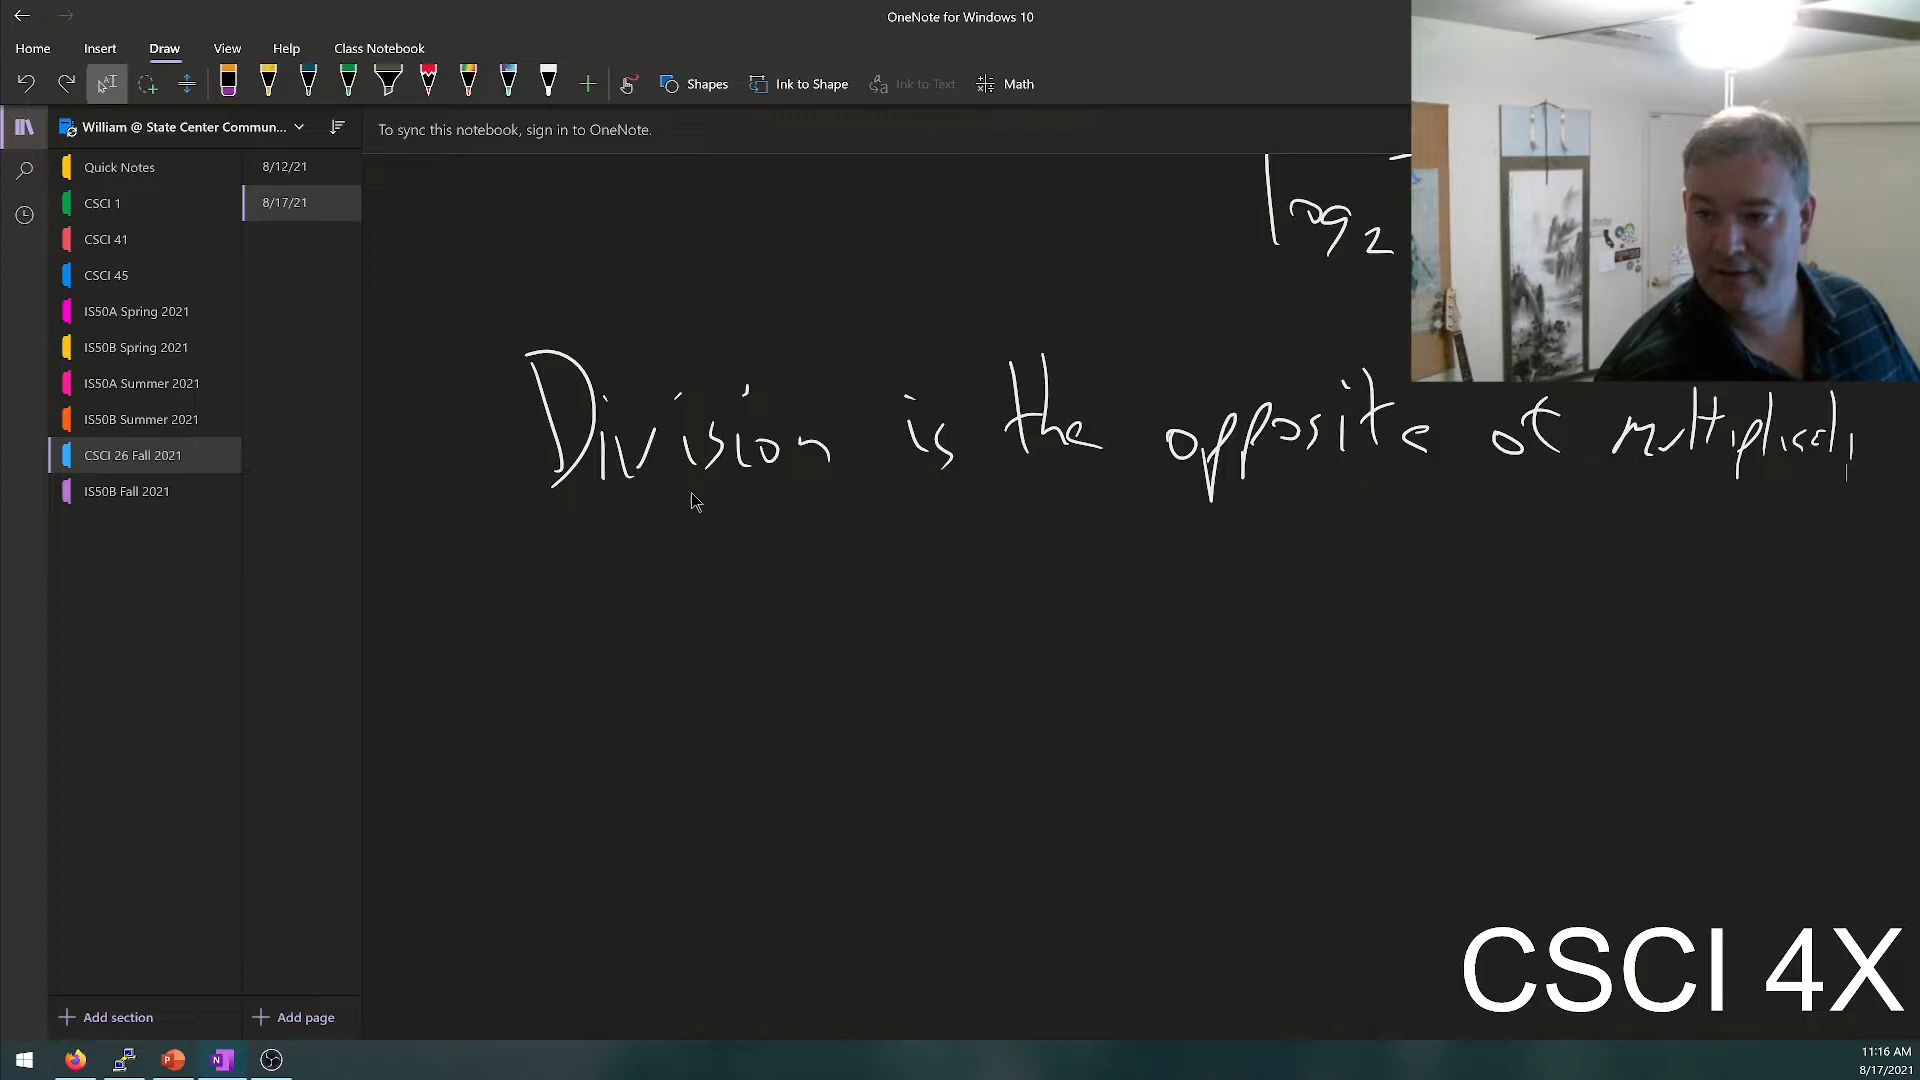 OneNote for Windows 10
Home Insert Draw View Help Class Notebook
Shapes Ink to Shape Ink to Text Math
William @ State Center Commun...
To sync this notebook, sign in to OneNote.
Quick Notes
CSCI 1
CSCI 41
CSCI 45
IS50A Spring 2021
IS50B Spring 2021
IS50A Summer 2021
IS50B Summer 2021
CSCI 26 Fall 2021
IS50B Fall 2021
8/12/21
8/17/21
log2
Division is the opposite of multiplicati
CSCI 4X
Add section
Add page
11:16 AM
8/17/2021